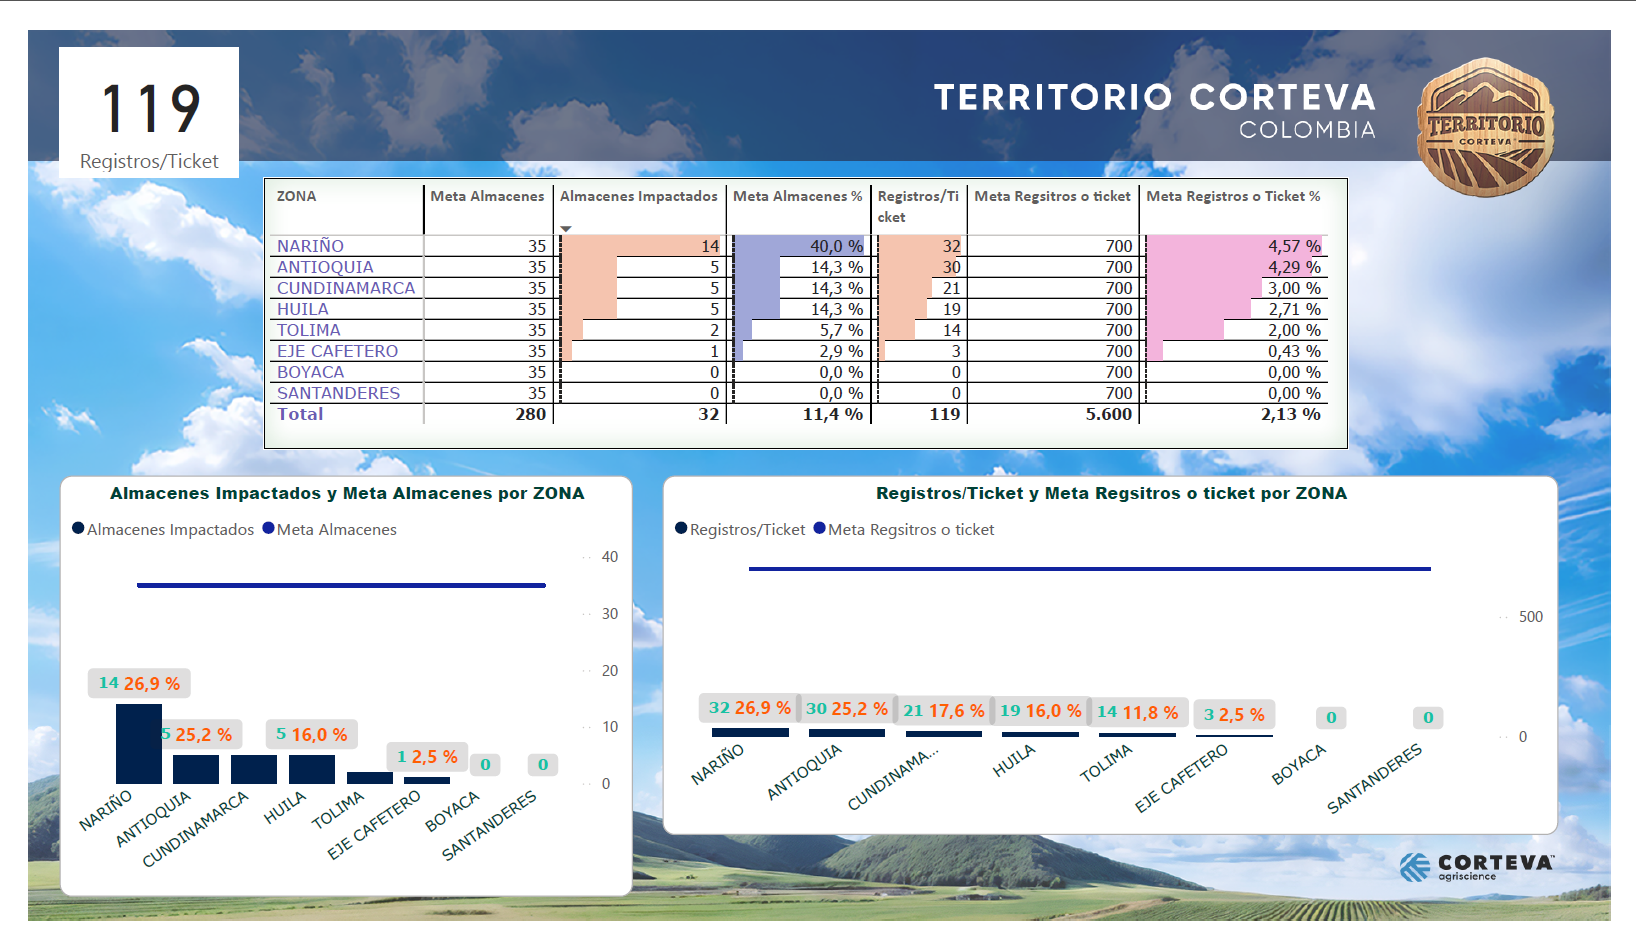 119
Registros/Ticket
TERRITORIO CORTEVA
COLOMBIA
TERRITORIO
CORTEVA
ZONA Meta Almacenes Almacenes Impactados Meta Almacenes % Registros/Ti Meta Regsitros o ticket Meta Registros o Ticket %
cket
NARIÑO 35 14 40,0 % 32 700 4,57 %
ANTIOQUIA 35 5 14,3 % 30 700 4,29 %
CUNDINAMARCA 35 5 14,3 % 21 700 3,00 %
HUILA 35 5 14,3 % 19 700 2,71 %
TOLIMA 35 2 5,7 % 14 700 2,00 %
EJE CAFETERO 35 1 2,9 % 3 700 0,43 %
BOYACA 35 0 0,0 % 0 700 0,00 %
SANTANDERES 35 0 0,0 % 0 700 0,00 %
Total 280 32 11,4 % 119 5.600 2,13 %
Almacenes Impactados y Meta Almacenes por ZONA
Almacenes Impactados Meta Almacenes
40
30
20
10
0
14 26,9 %
5 25,2 %
5 16,0 %
1 2,5 %
0
0
NARIÑO
ANTIOQUIA
CUNDINAMARCA
HUILA
TOLIMA
EJE CAFETERO
BOYACA
SANTANDERES
Registros/Ticket y Meta Regsitros o ticket por ZONA
Registros/Ticket Meta Regsitros o ticket
500
0
32 26,9 %
30 25,2 %
21 17,6 %
19 16,0 %
14 11,8 %
3 2,5 %
0
0
NARIÑO
ANTIOQUIA
CUNDINAMA...
HUILA
TOLIMA
EJE CAFETERO
BOYACA
SANTANDERES
CORTEVA™
agriscience